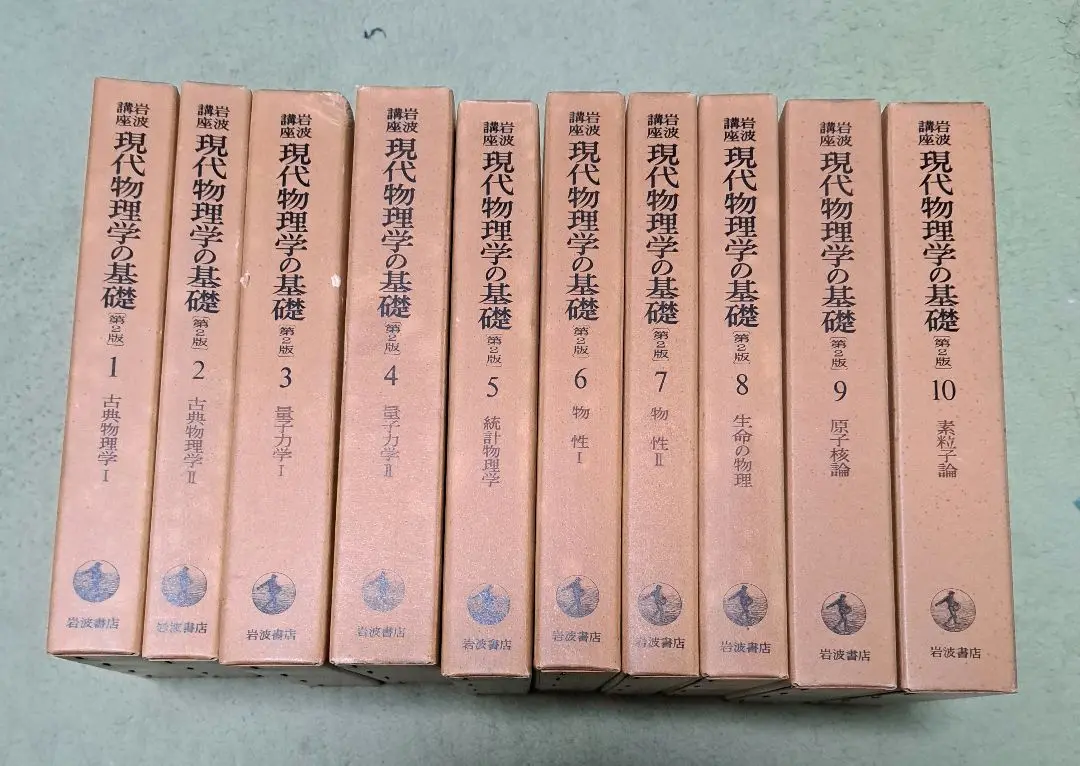 岩波講座
現代物理学の基礎
[第2版]
1
古典物理学 I
岩波書店
岩波講座
現代物理学の基礎
[第2版]
2
古典物理学 II
岩波書店
岩波講座
現代物理学の基礎
[第2版]
3
量子力学 I
岩波書店
岩波講座
現代物理学の基礎
[第2版]
4
量子力学 II
岩波書店
岩波講座
現代物理学の基礎
[第2版]
5
統計物理学
岩波書店
岩波講座
現代物理学の基礎
[第2版]
6
物性 I
岩波書店
岩波講座
現代物理学の基礎
[第2版]
7
物性 II
岩波書店
岩波講座
現代物理学の基礎
[第2版]
8
生命の物理
岩波書店
岩波講座
現代物理学の基礎
[第2版]
9
原子核論
岩波書店
岩波講座
現代物理学の基礎
[第2版]
10
素粒子論
岩波書店